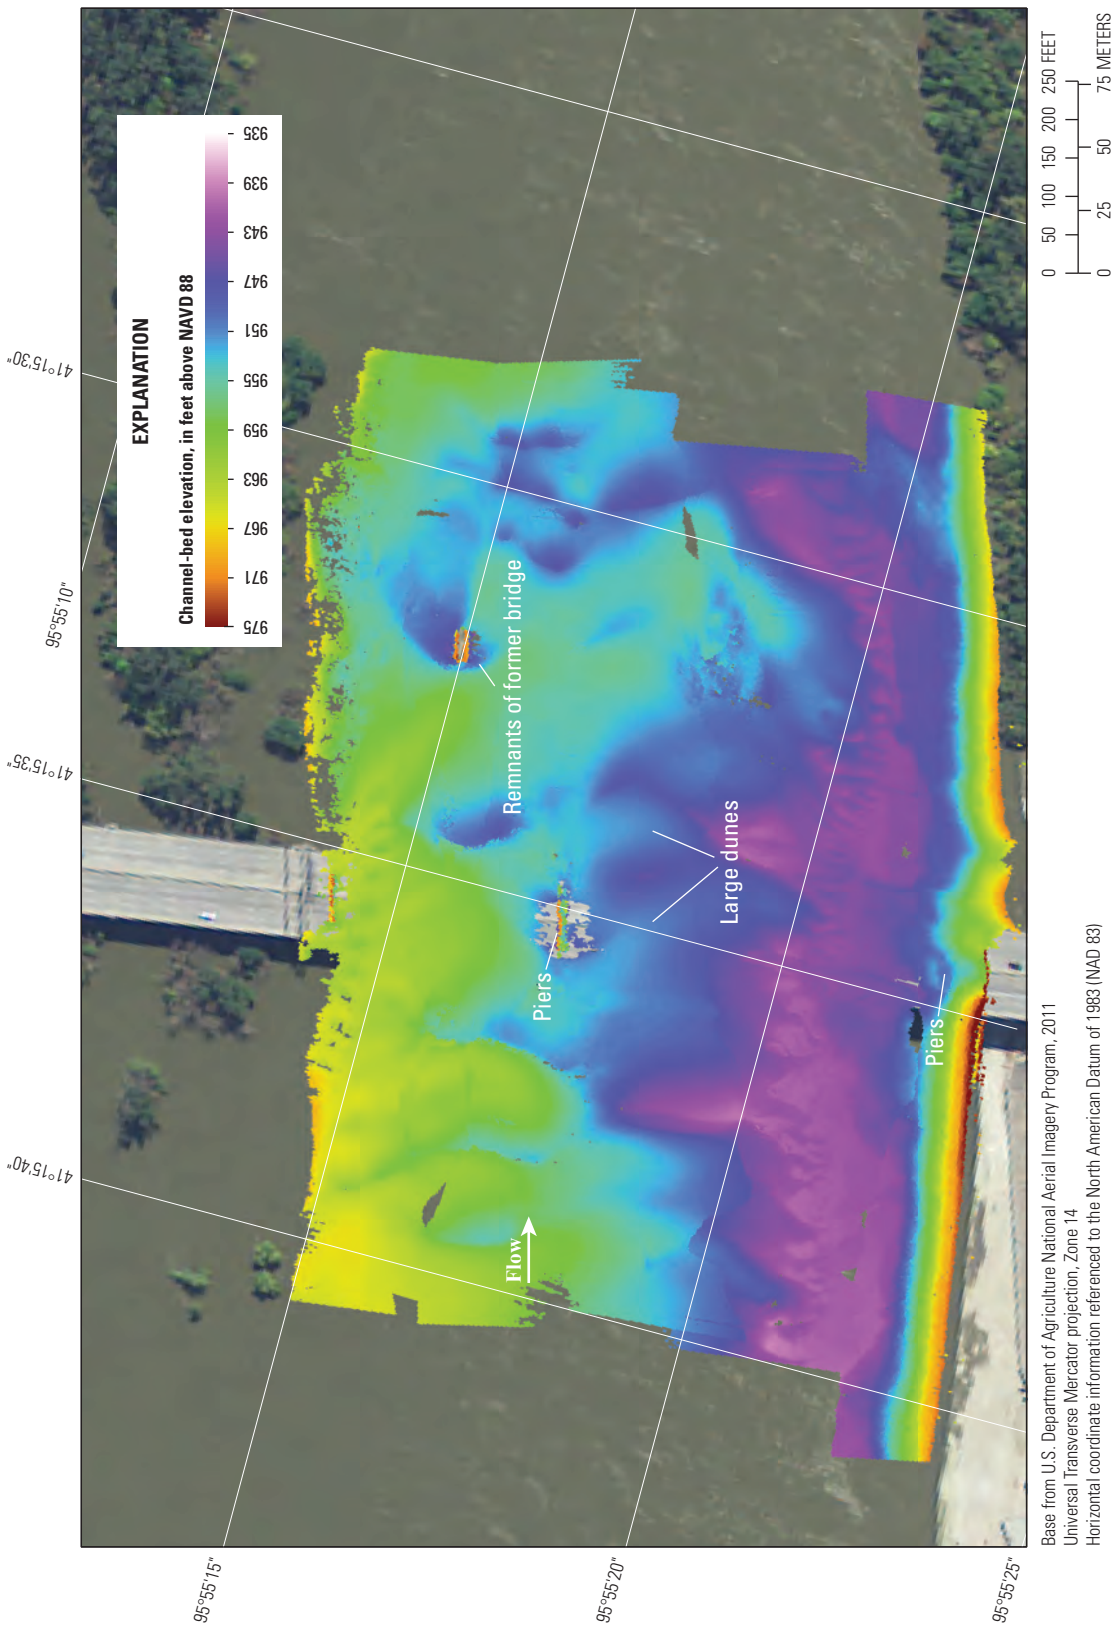 EXPLANATION
Channel-bed elevation, in feet above NAVD 88
975 971 967 963 959 955 951 947 943 939 935
41°15'40"
41°15'35"
41°15'30"
95°55'10"
95°55'15"
95°55'20"
95°55'25"
Flow
Piers
Remnants of former bridge
Large dunes
Piers
Base from U.S. Department of Agriculture National Aerial Imagery Program, 2011
Universal Transverse Mercator projection, Zone 14
Horizontal coordinate information referenced to the North American Datum of 1983 (NAD 83)
0 50 100 150 200 250 FEET
0 25 50 75 METERS